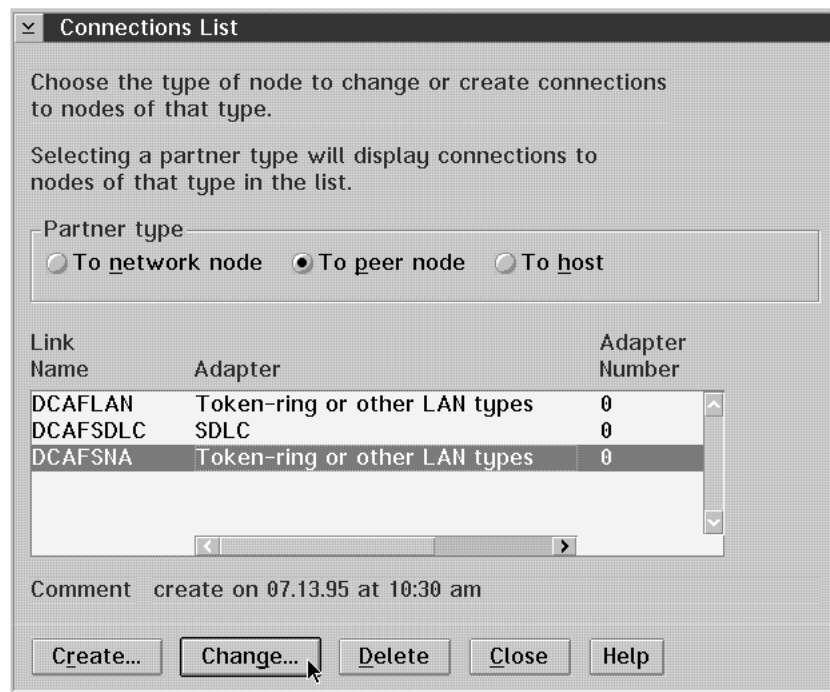 Connections List
Choose the type of node to change or create connections
to nodes of that type.
Selecting a partner type will display connections to
nodes of that type in the list.
Partner type
To network node To peer node To host
Link Adapter
Name Adapter Number
DCAFLAN Token-ring or other LAN types 0
DCAFSDLC SDLC 0
DCAFSNA Token-ring or other LAN types 0
Comment create on 07.13.95 at 10:30 am
Create... Change... Delete Close Help